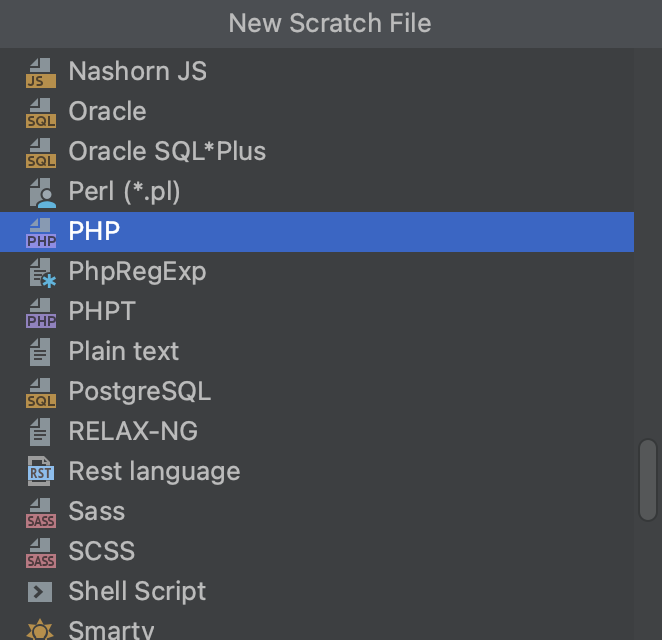 New Scratch File
JS Nashorn JS
SQL Oracle
SQL Oracle SQL*Plus
Perl (*.pl)
PHP PHP
PhpRegExp
PHP PHPT
Plain text
SQL PostgreSQL
RELAX-NG
RST Rest language
SASS Sass
SASS SCSS
Shell Script
Smarty